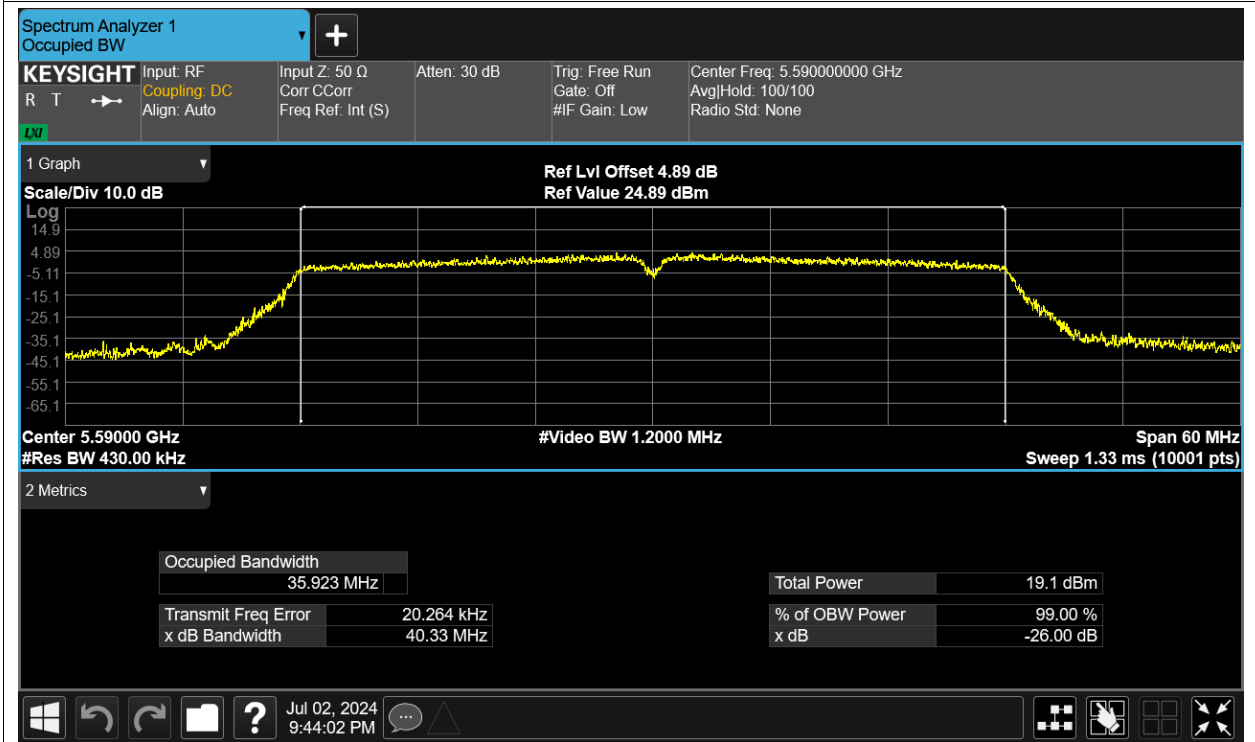 Spectrum Analyzer 1
Occupied BW
KEYSIGHT
R T
LXI
Input: RF
Coupling: DC
Align: Auto
Input Z: 50 Ω
Corr CCorr
Freq Ref: Int (S)
Atten: 30 dB
Trig: Free Run
Gate: Off
#IF Gain: Low
Center Freq: 5.590000000 GHz
Avg|Hold: 100/100
Radio Std: None
1 Graph
Scale/Div 10.0 dB
Ref Lvl Offset 4.89 dB
Ref Value 24.89 dBm
Log
14.9
4.89
-5.11
-15.1
-25.1
-35.1
-45.1
-55.1
-65.1
Center 5.59000 GHz
#Video BW 1.2000 MHz
Span 60 MHz
#Res BW 430.00 kHz
Sweep 1.33 ms (10001 pts)
2 Metrics
Occupied Bandwidth
35.923 MHz
Total Power 19.1 dBm
Transmit Freq Error 20.264 kHz
% of OBW Power 99.00 %
x dB Bandwidth 40.33 MHz
x dB -26.00 dB
?
Jul 02, 2024
9:44:02 PM